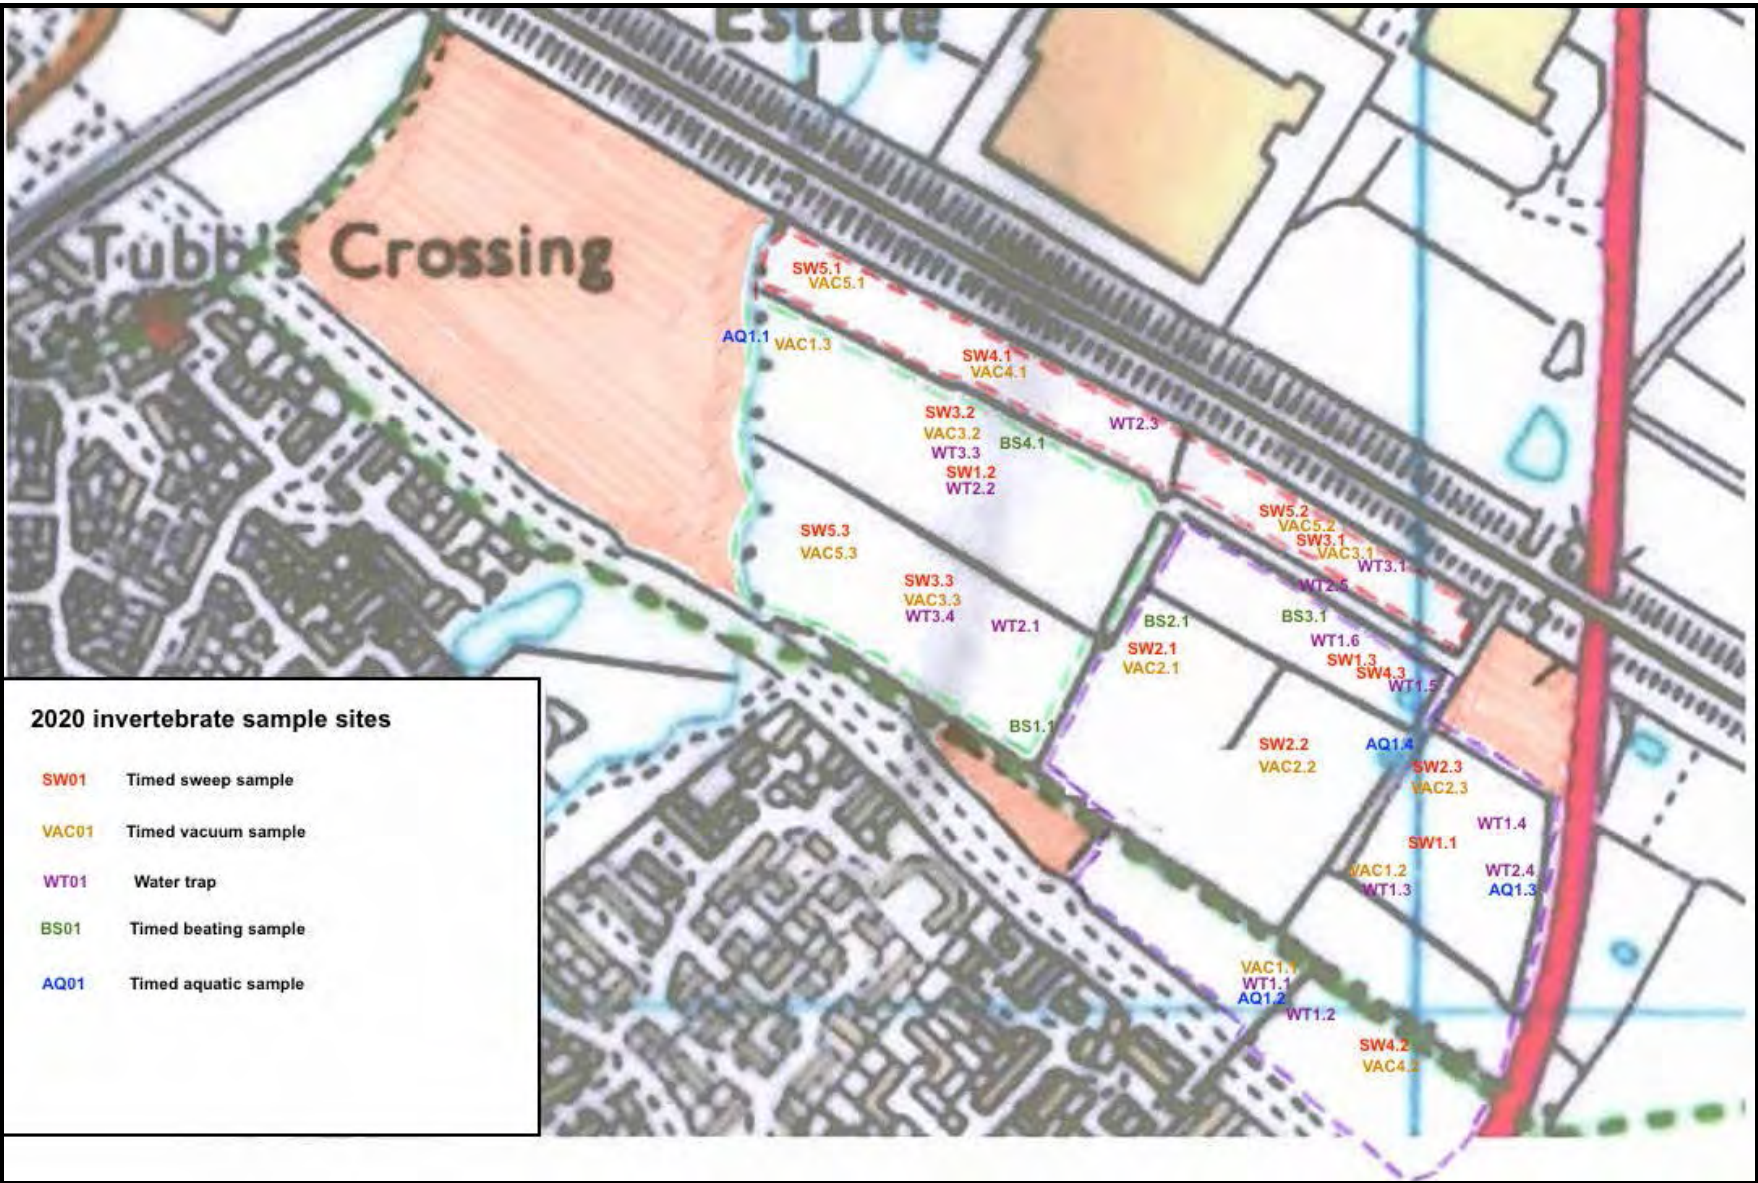 Estate
Tubb's Crossing
SW5.1
VAC5.1
AQ1.1
VAC1.3
SW4.1
VAC4.1
SW3.2
VAC3.2
WT3.3
SW1.2
WT2.2
BS4.1
WT2.3
SW5.3
VAC5.3
SW3.3
VAC3.3
WT3.4
WT2.1
SW5.2
VAC5.2
SW3.1
VAC3.1
WT3.1
WT2.5
BS2.1
SW2.1
VAC2.1
BS3.1
WT1.6
SW1.3
SW4.3
WT1.5
BS1.1
SW2.2
VAC2.2
AQ1.4
SW2.3
VAC2.3
WT1.4
SW1.1
VAC1.2
WT1.3
WT2.4
AQ1.3
VAC1.1
WT1.1
AQ1.2
WT1.2
SW4.2
VAC4.2
2020 invertebrate sample sites
SW01 Timed sweep sample
VAC01 Timed vacuum sample
WT01 Water trap
BS01 Timed beating sample
AQ01 Timed aquatic sample